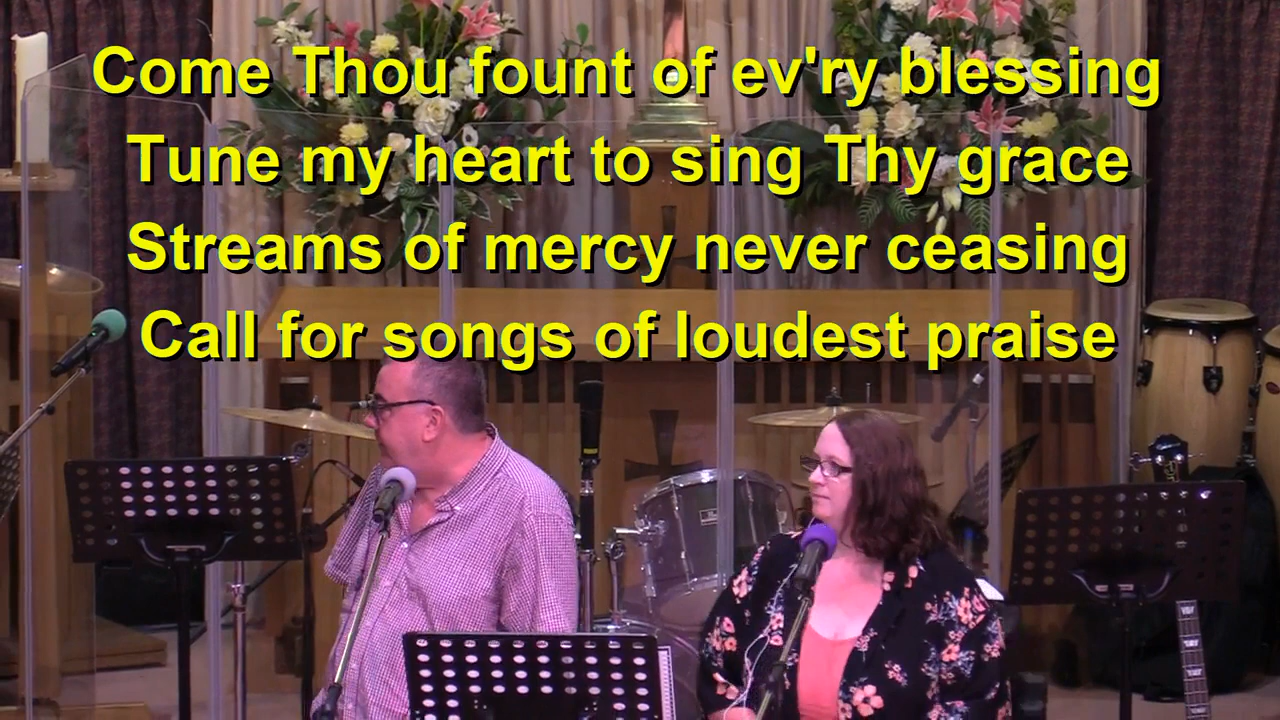 Come Thou fount of ev'ry blessing
Tune my heart to sing Thy grace
Streams of mercy never ceasing
Call for songs of loudest praise